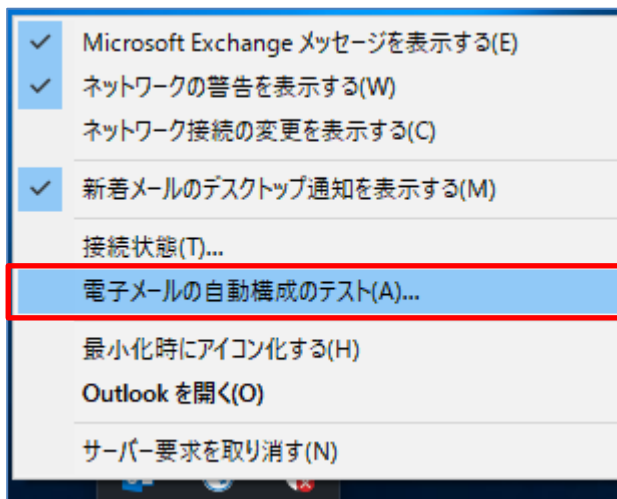 Microsoft Exchange メッセージを表示する(E)
ネットワークの警告を表示する(W)
ネットワーク接続の変更を表示する(C)
新着メールのデスクトップ通知を表示する(M)
接続状態(T)...
電子メールの自動構成のテスト(A)...
最小化時にアイコン化する(H)
Outlook を開く(O)
サーバー要求を取り消す(N)